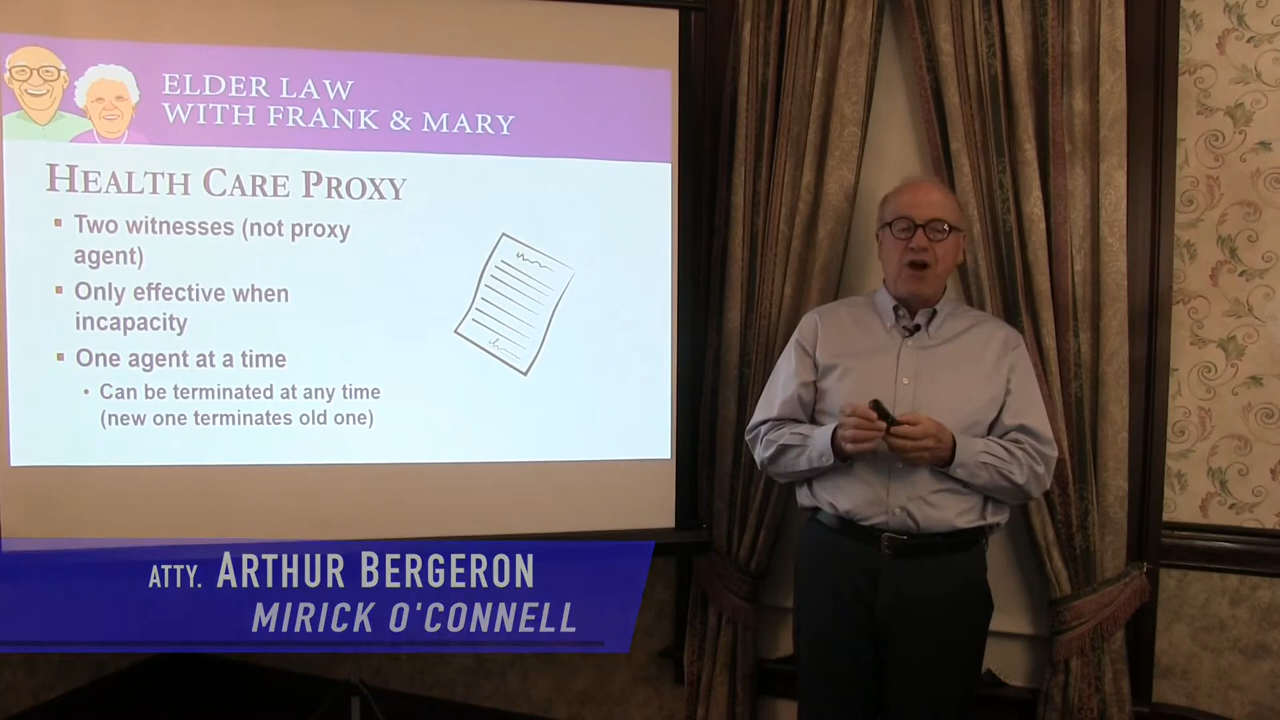 ELDER LAW
WITH FRANK & MARY
HEALTH CARE PROXY
▪ Two witnesses (not proxy
agent)
▪ Only effective when
incapacity
▪ One agent at a time
• Can be terminated at any time
(new one terminates old one)
ATTY. ARTHUR BERGERON
MIRICK O'CONNELL